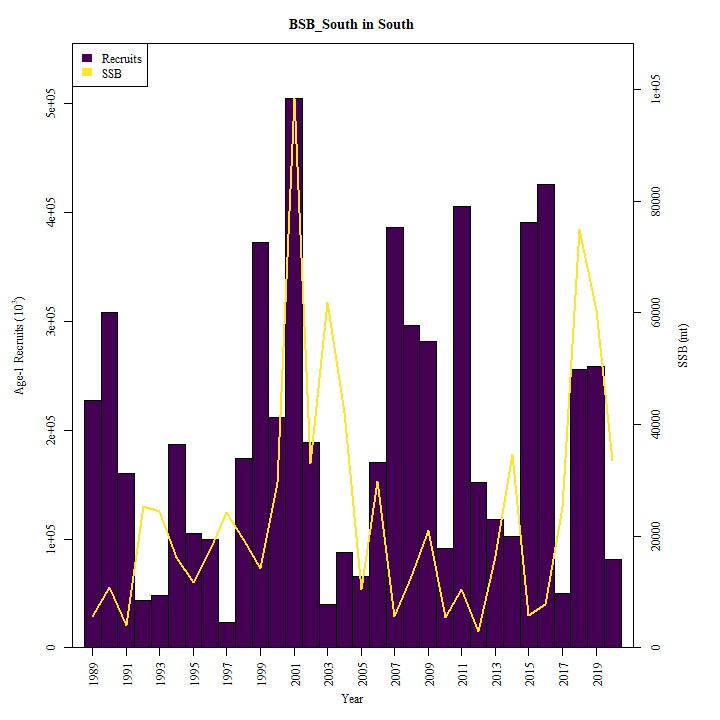 BSB_South in South
Recruits
SSB
5e+05
4e+05
3e+05
2e+05
1e+05
0
Age-1 Recruits (10³)
1e+05
80000
60000
40000
20000
0
SSB (mt)
1989 1991 1993 1995 1997 1999 2001 2003 2005 2007 2009 2011 2013 2015 2017 2019
Year